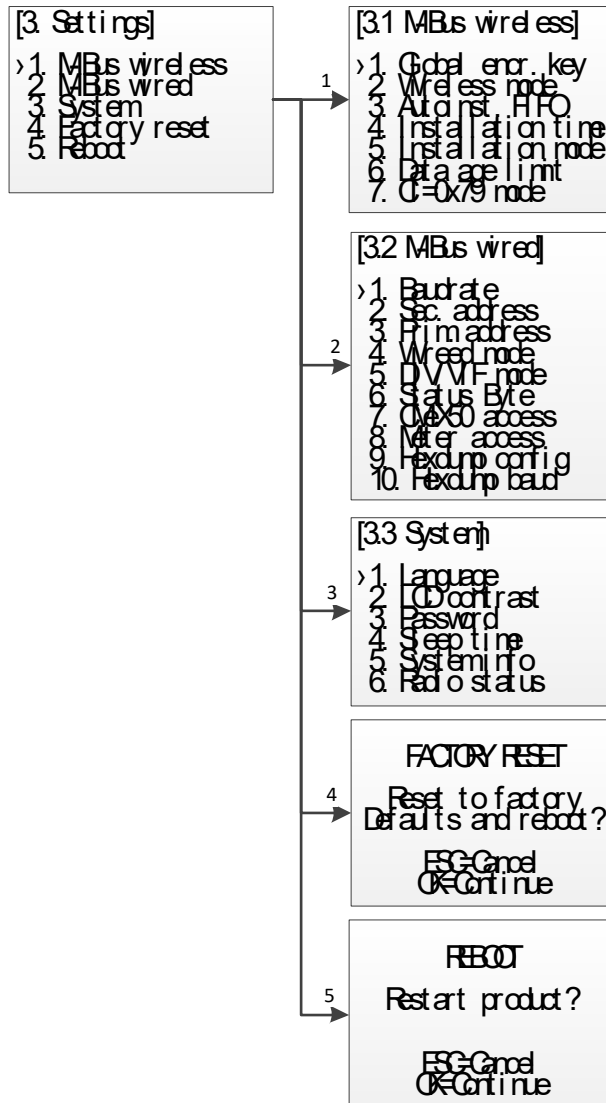 [3. Settings]
›1. M-Bus wireless
2. M-Bus wired
3. System
4. Factory reset
5. Reboot
1
[3.1 M-Bus wireless]
›1. Global encr. key
2. Wireless mode
3. Autoinst. FIFO
4. Installation time
5. Installation mode
6. Data age limit
7. CI=0x79 mode
2
[3.2 M-Bus wired]
›1. Baudrate
2. Sec. address
3. Prim address
4. Wireed mode
5. DIV/VIF mode
6. Status Byte
7. CMeX50 access
8. Meter access
9. Hexdump config
10. Hexdump baud
3
[3.3 System]
›1. Language
2. LCD contrast
3. Password
4. Sleep time
5. System info
6. Radio status
4
FACTORY RESET
Reset to factory
Defaults and reboot?
ESC=Cancel
OK=Continue
5
REBOOT
Restart product?
ESC=Cancel
OK=Continue